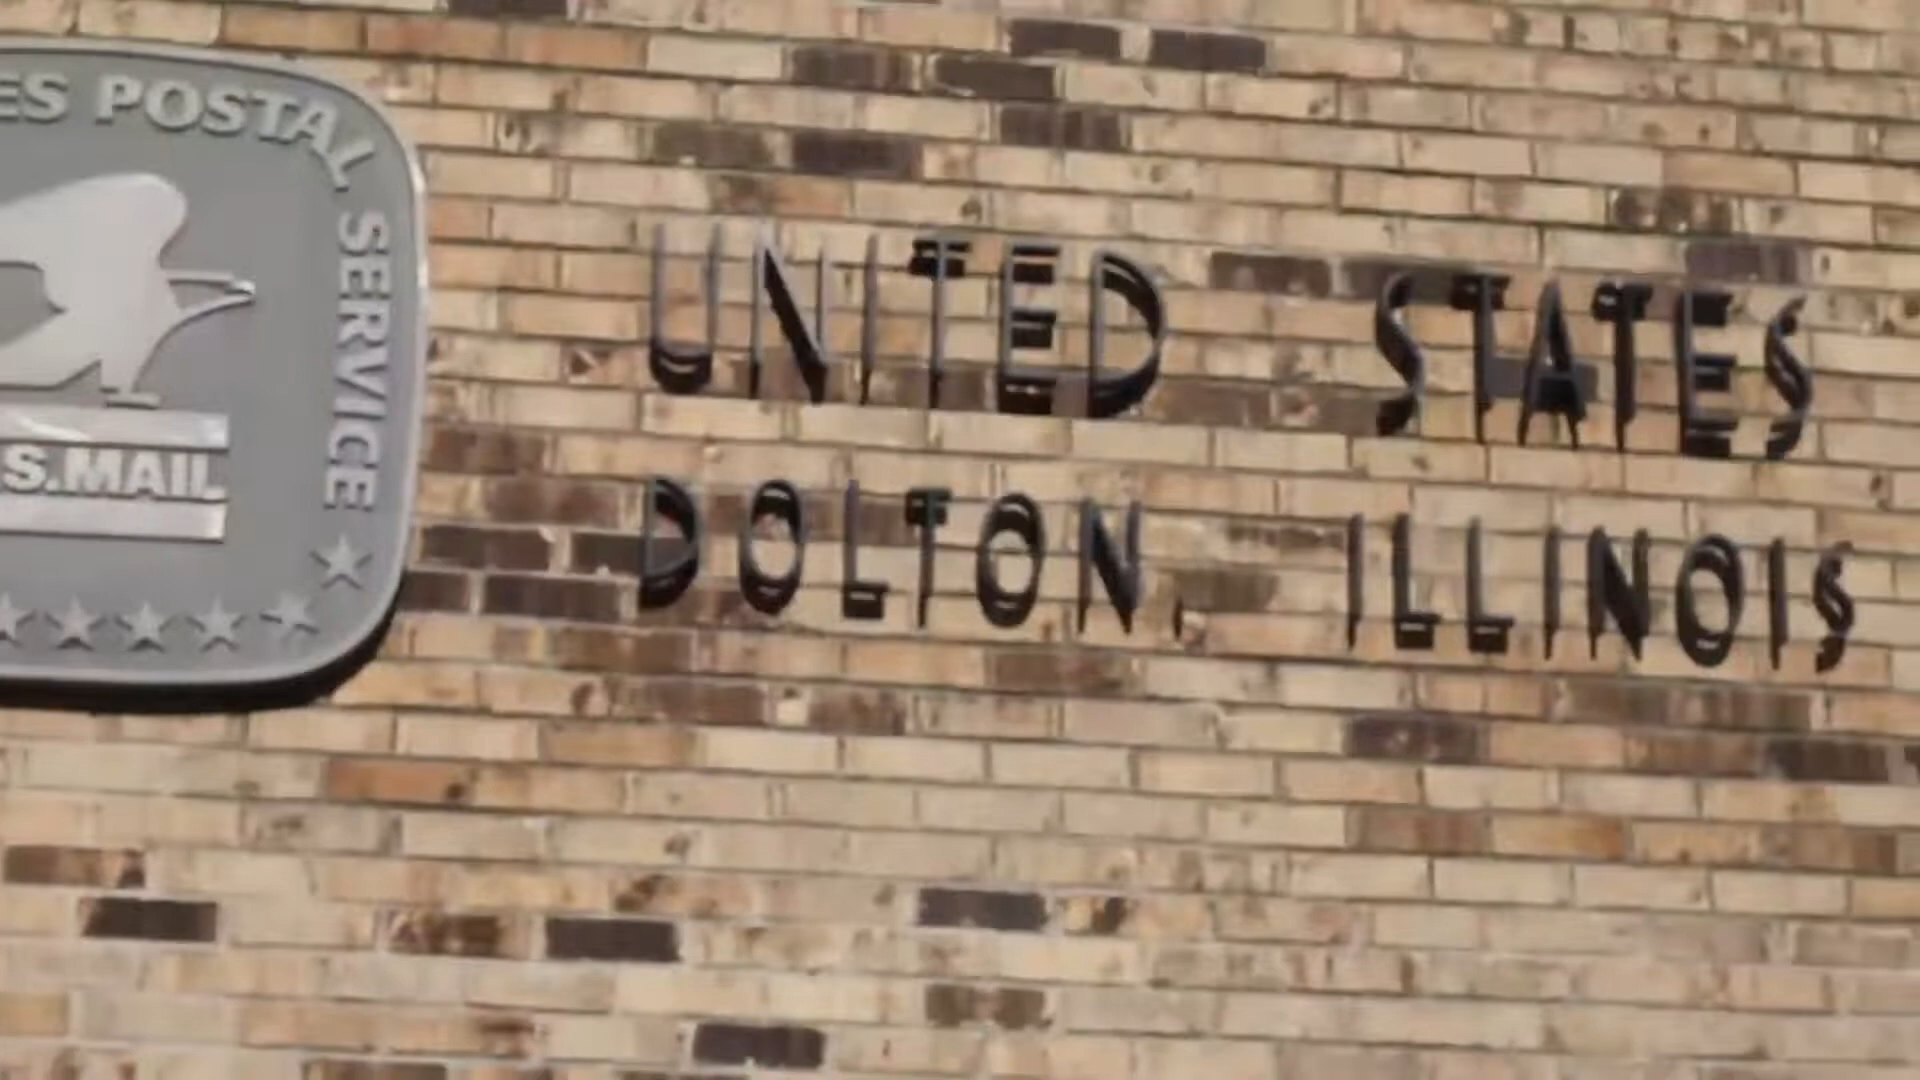 ES POSTAL SERVICE
S.MAIL
UNITED STATES
DOLTON, ILLINOIS